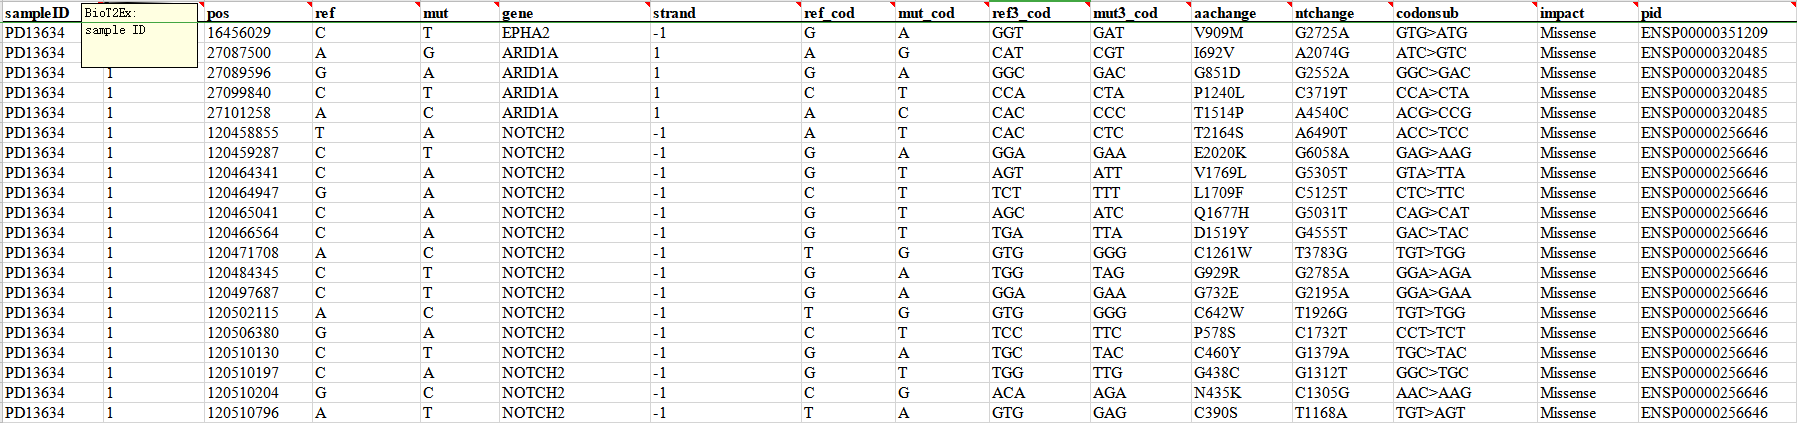 sampleID pos ref mut gene strand ref_cod mut_cod ref3_cod mut3_cod aachange ntchange codonsub impact pid
BioT2Ex:
sample ID
PD13634 16456029 C T EPHA2 -1 G A GGT GAT V909M G2725A GTG>ATG Missense ENSP00000351209
PD13634 27087500 A G ARID1A 1 A G CAT CGT I692V A2074G ATC>GTC Missense ENSP00000320485
PD13634 1 27089596 G A ARID1A 1 G A GGC GAC G851D G2552A GGC>GAC Missense ENSP00000320485
PD13634 1 27099840 C T ARID1A 1 C T CCA CTA P1240L C3719T CCA>CTA Missense ENSP00000320485
PD13634 1 27101258 A C ARID1A 1 A C CAC CCC T1514P A4540C ACG>CCG Missense ENSP00000320485
PD13634 1 120458855 T A NOTCH2 -1 A T CAC CTC T2164S A6490T ACC>TCC Missense ENSP00000256646
PD13634 1 120459287 C T NOTCH2 -1 G A GGA GAA E2020K G6058A GAG>AAG Missense ENSP00000256646
PD13634 1 120464341 C A NOTCH2 -1 G T AGT ATT V1769L G5305T GTA>TTA Missense ENSP00000256646
PD13634 1 120464947 G A NOTCH2 -1 C T TCT TTT L1709F C5125T CTC>TTC Missense ENSP00000256646
PD13634 1 120465041 C A NOTCH2 -1 G T AGC ATC Q1677H G5031T CAG>CAT Missense ENSP00000256646
PD13634 1 120466564 C A NOTCH2 -1 G T TGA TTA D1519Y G4555T GAC>TAC Missense ENSP00000256646
PD13634 1 120471708 A C NOTCH2 -1 T G GTG GGG C1261W T3783G TGT>TGG Missense ENSP00000256646
PD13634 1 120484345 C T NOTCH2 -1 G A TGG TAG G929R G2785A GGA>AGA Missense ENSP00000256646
PD13634 1 120497687 C T NOTCH2 -1 G A GGA GAA G732E G2195A GGA>GAA Missense ENSP00000256646
PD13634 1 120502115 A C NOTCH2 -1 T G GTG GGG C642W T1926G TGT>TGG Missense ENSP00000256646
PD13634 1 120506380 G A NOTCH2 -1 C T TCC TTC P578S C1732T CCT>TCT Missense ENSP00000256646
PD13634 1 120510130 C T NOTCH2 -1 G A TGC TAC C460Y G1379A TGC>TAC Missense ENSP00000256646
PD13634 1 120510197 C A NOTCH2 -1 G T TGG TTG G438C G1312T GGC>TGC Missense ENSP00000256646
PD13634 1 120510204 G C NOTCH2 -1 C G ACA AGA N435K C1305G AAC>AAG Missense ENSP00000256646
PD13634 1 120510796 A T NOTCH2 -1 T A GTG GAG C390S T1168A TGT>AGT Missense ENSP00000256646